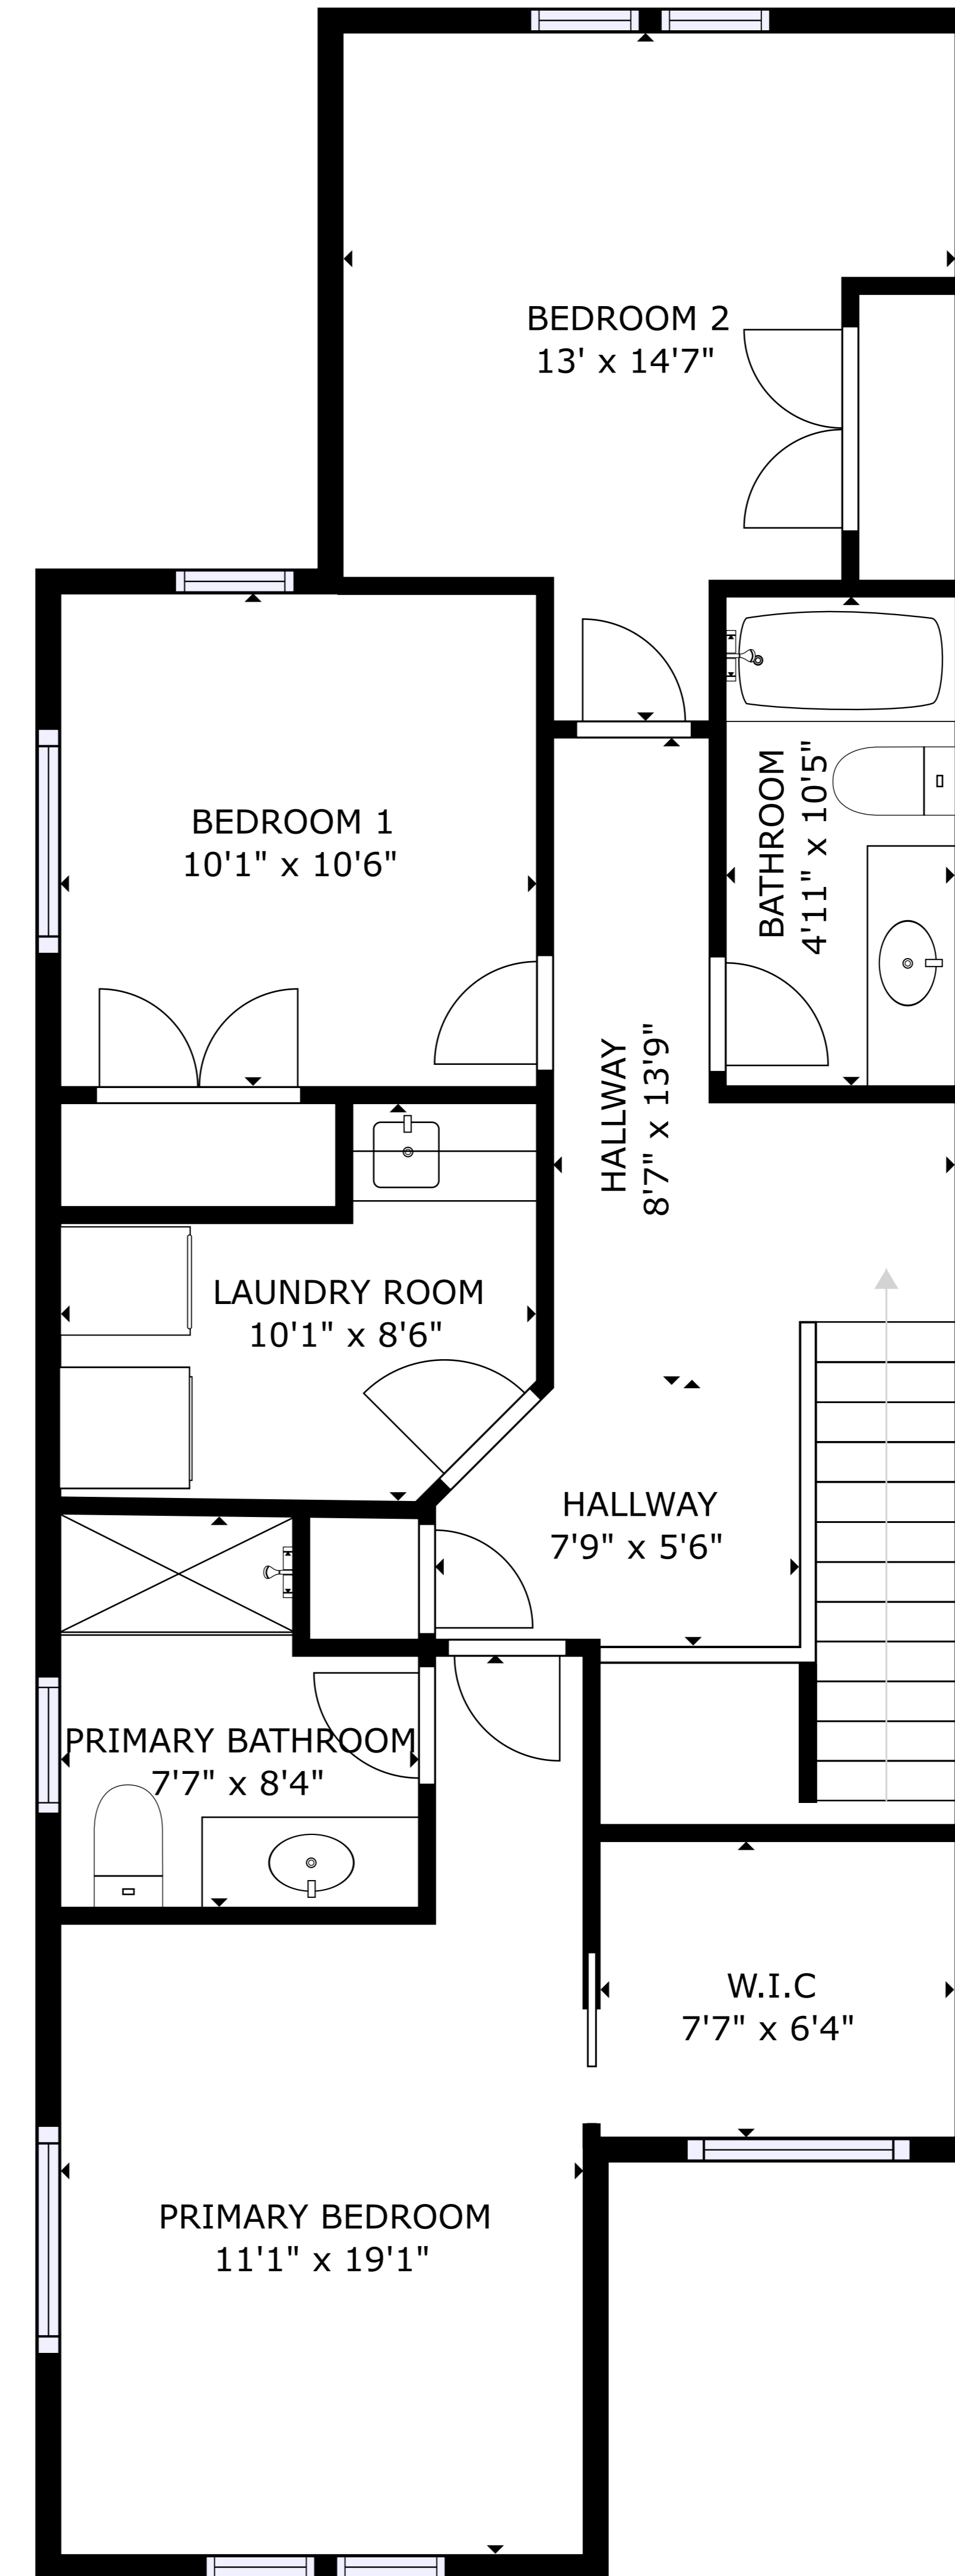 BEDROOM 2
13' x 14'7"
BEDROOM 1
10'1" x 10'6"
BATHROOM
4'11" x 10'5"
HALLWAY
8'7" x 13'9"
LAUNDRY ROOM
10'1" x 8'6"
HALLWAY
7'9" x 5'6"
PRIMARY BATHROOM
7'7" x 8'4"
W.I.C
7'7" x 6'4"
PRIMARY BEDROOM
11'1" x 19'1"